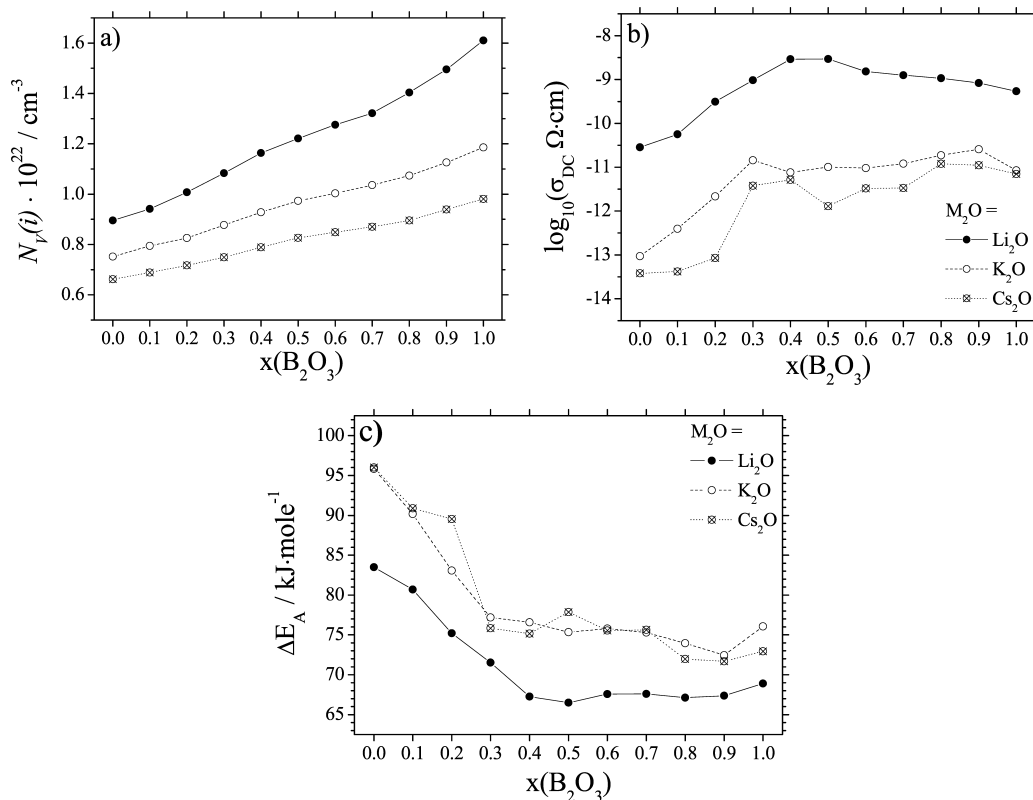 a)
N_V(i) · 10^22 / cm^-3
1.6
1.4
1.2
1.0
0.8
0.6
0.0 0.1 0.2 0.3 0.4 0.5 0.6 0.7 0.8 0.9 1.0
x(B₂O₃)
b)
log₁₀(σ_DC Ω·cm)
-8
-9
-10
-11
-12
-13
-14
M₂O =
Li₂O
K₂O
Cs₂O
0.0 0.1 0.2 0.3 0.4 0.5 0.6 0.7 0.8 0.9 1.0
x(B₂O₃)
c)
ΔE_A / kJ·mole⁻¹
100
95
90
85
80
75
70
65
M₂O =
Li₂O
K₂O
Cs₂O
0.0 0.1 0.2 0.3 0.4 0.5 0.6 0.7 0.8 0.9 1.0
x(B₂O₃)